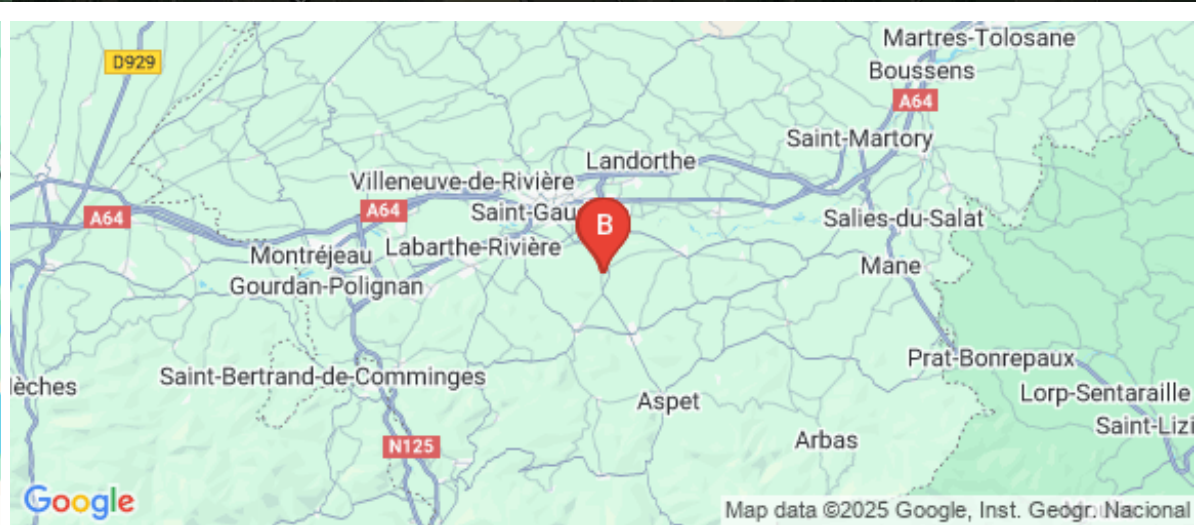 Martres-Tolosane
D929
Boussens
A64
Saint-Martory
Landorthe
Villeneuve-de-Rivière
A64
Saint-Gau
A64
Salies-du-Salat
B
Labarthe-Rivière
Montréjeau
Mane
Gourdan-Polignan
Prat-Bonrepaux
Saint-Bertrand-de-Comminges
lèches
Lorp-Sentaraille
Aspet
Saint-Lizi
Arbas
N125
Google
Map data ©2025 Google, Inst. Geogr. Nacional